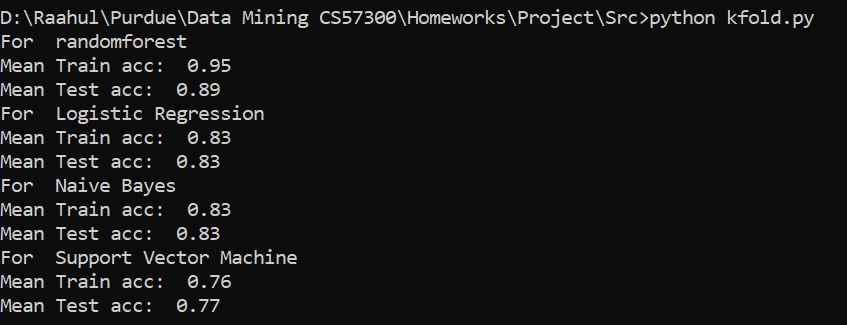 D:\Raahul\Purdue\Data Mining CS57300\Homeworks\Project\Src>python kfold.py
For  randomforest
Mean Train acc:  0.95
Mean Test acc:  0.89
For  Logistic Regression
Mean Train acc:  0.83
Mean Test acc:  0.83
For  Naive Bayes
Mean Train acc:  0.83
Mean Test acc:  0.83
For  Support Vector Machine
Mean Train acc:  0.76
Mean Test acc:  0.77